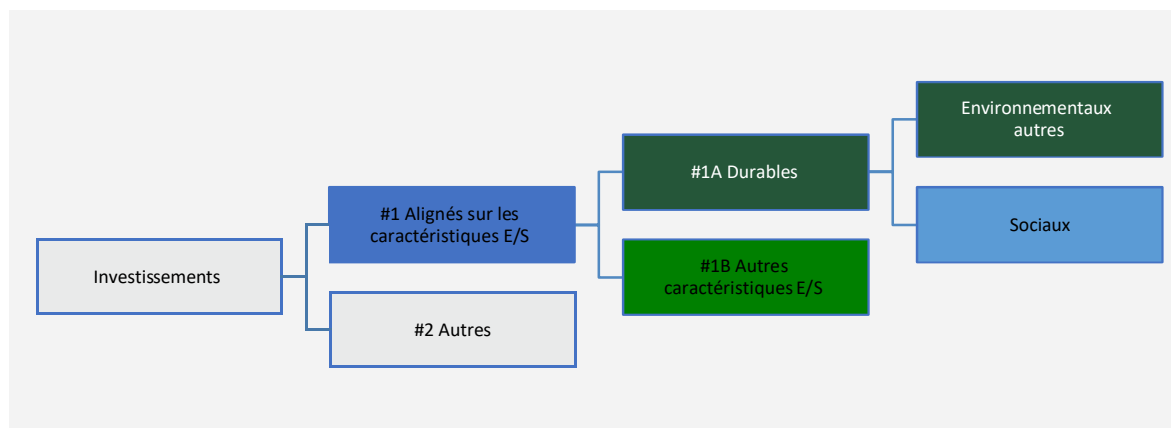 Investissements
#1 Alignés sur les
caractéristiques E/S
#2 Autres
#1A Durables
#1B Autres
caractéristiques E/S
Environnementaux
autres
Sociaux